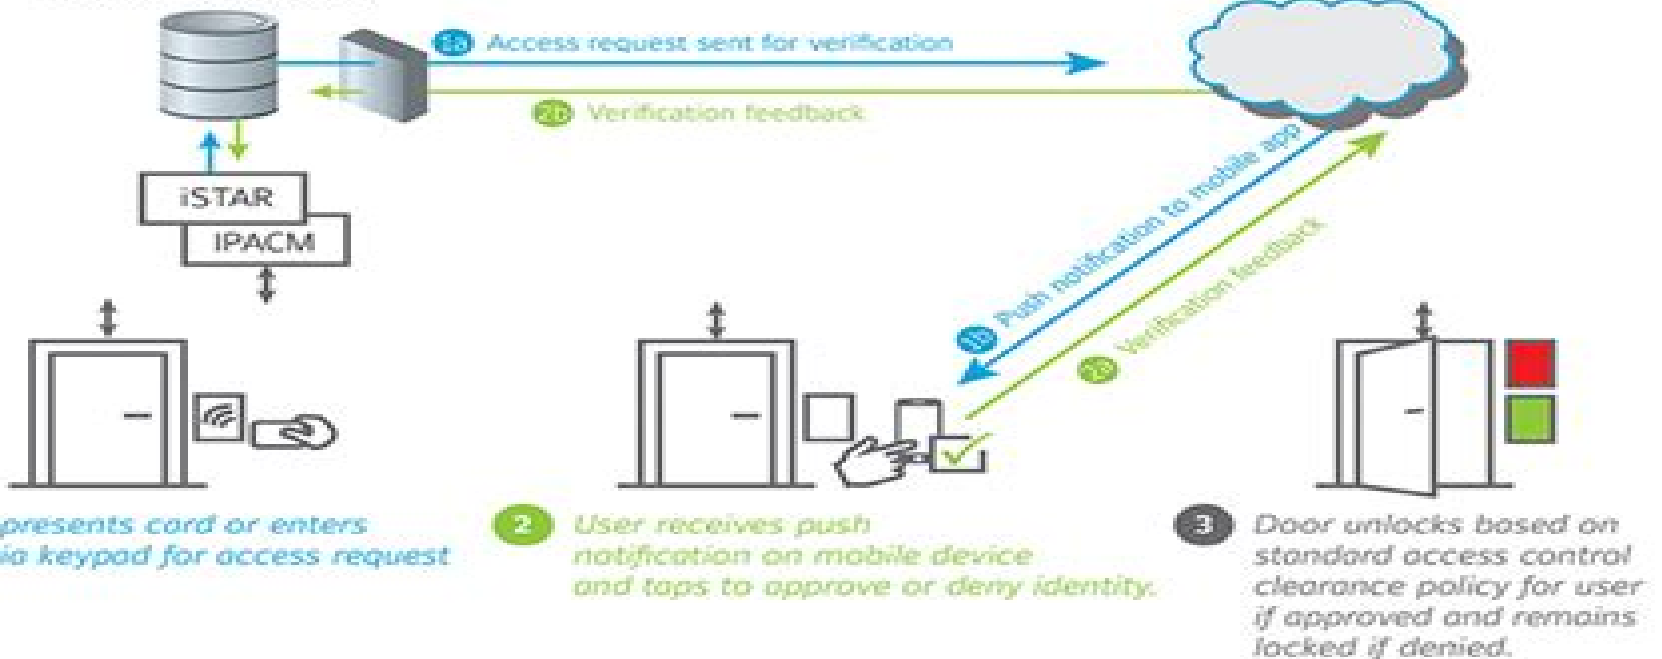 1a Access request sent for verification
2b Verification feedback
iSTAR
IPACM
1b Push notification to mobile app
2a Verification feedback
presents card or enters
via keypad for access request
2 User receives push
notification on mobile device
and taps to approve or deny identity.
3 Door unlocks based on
standard access control
clearance policy for user
if approved and remains
locked if denied.